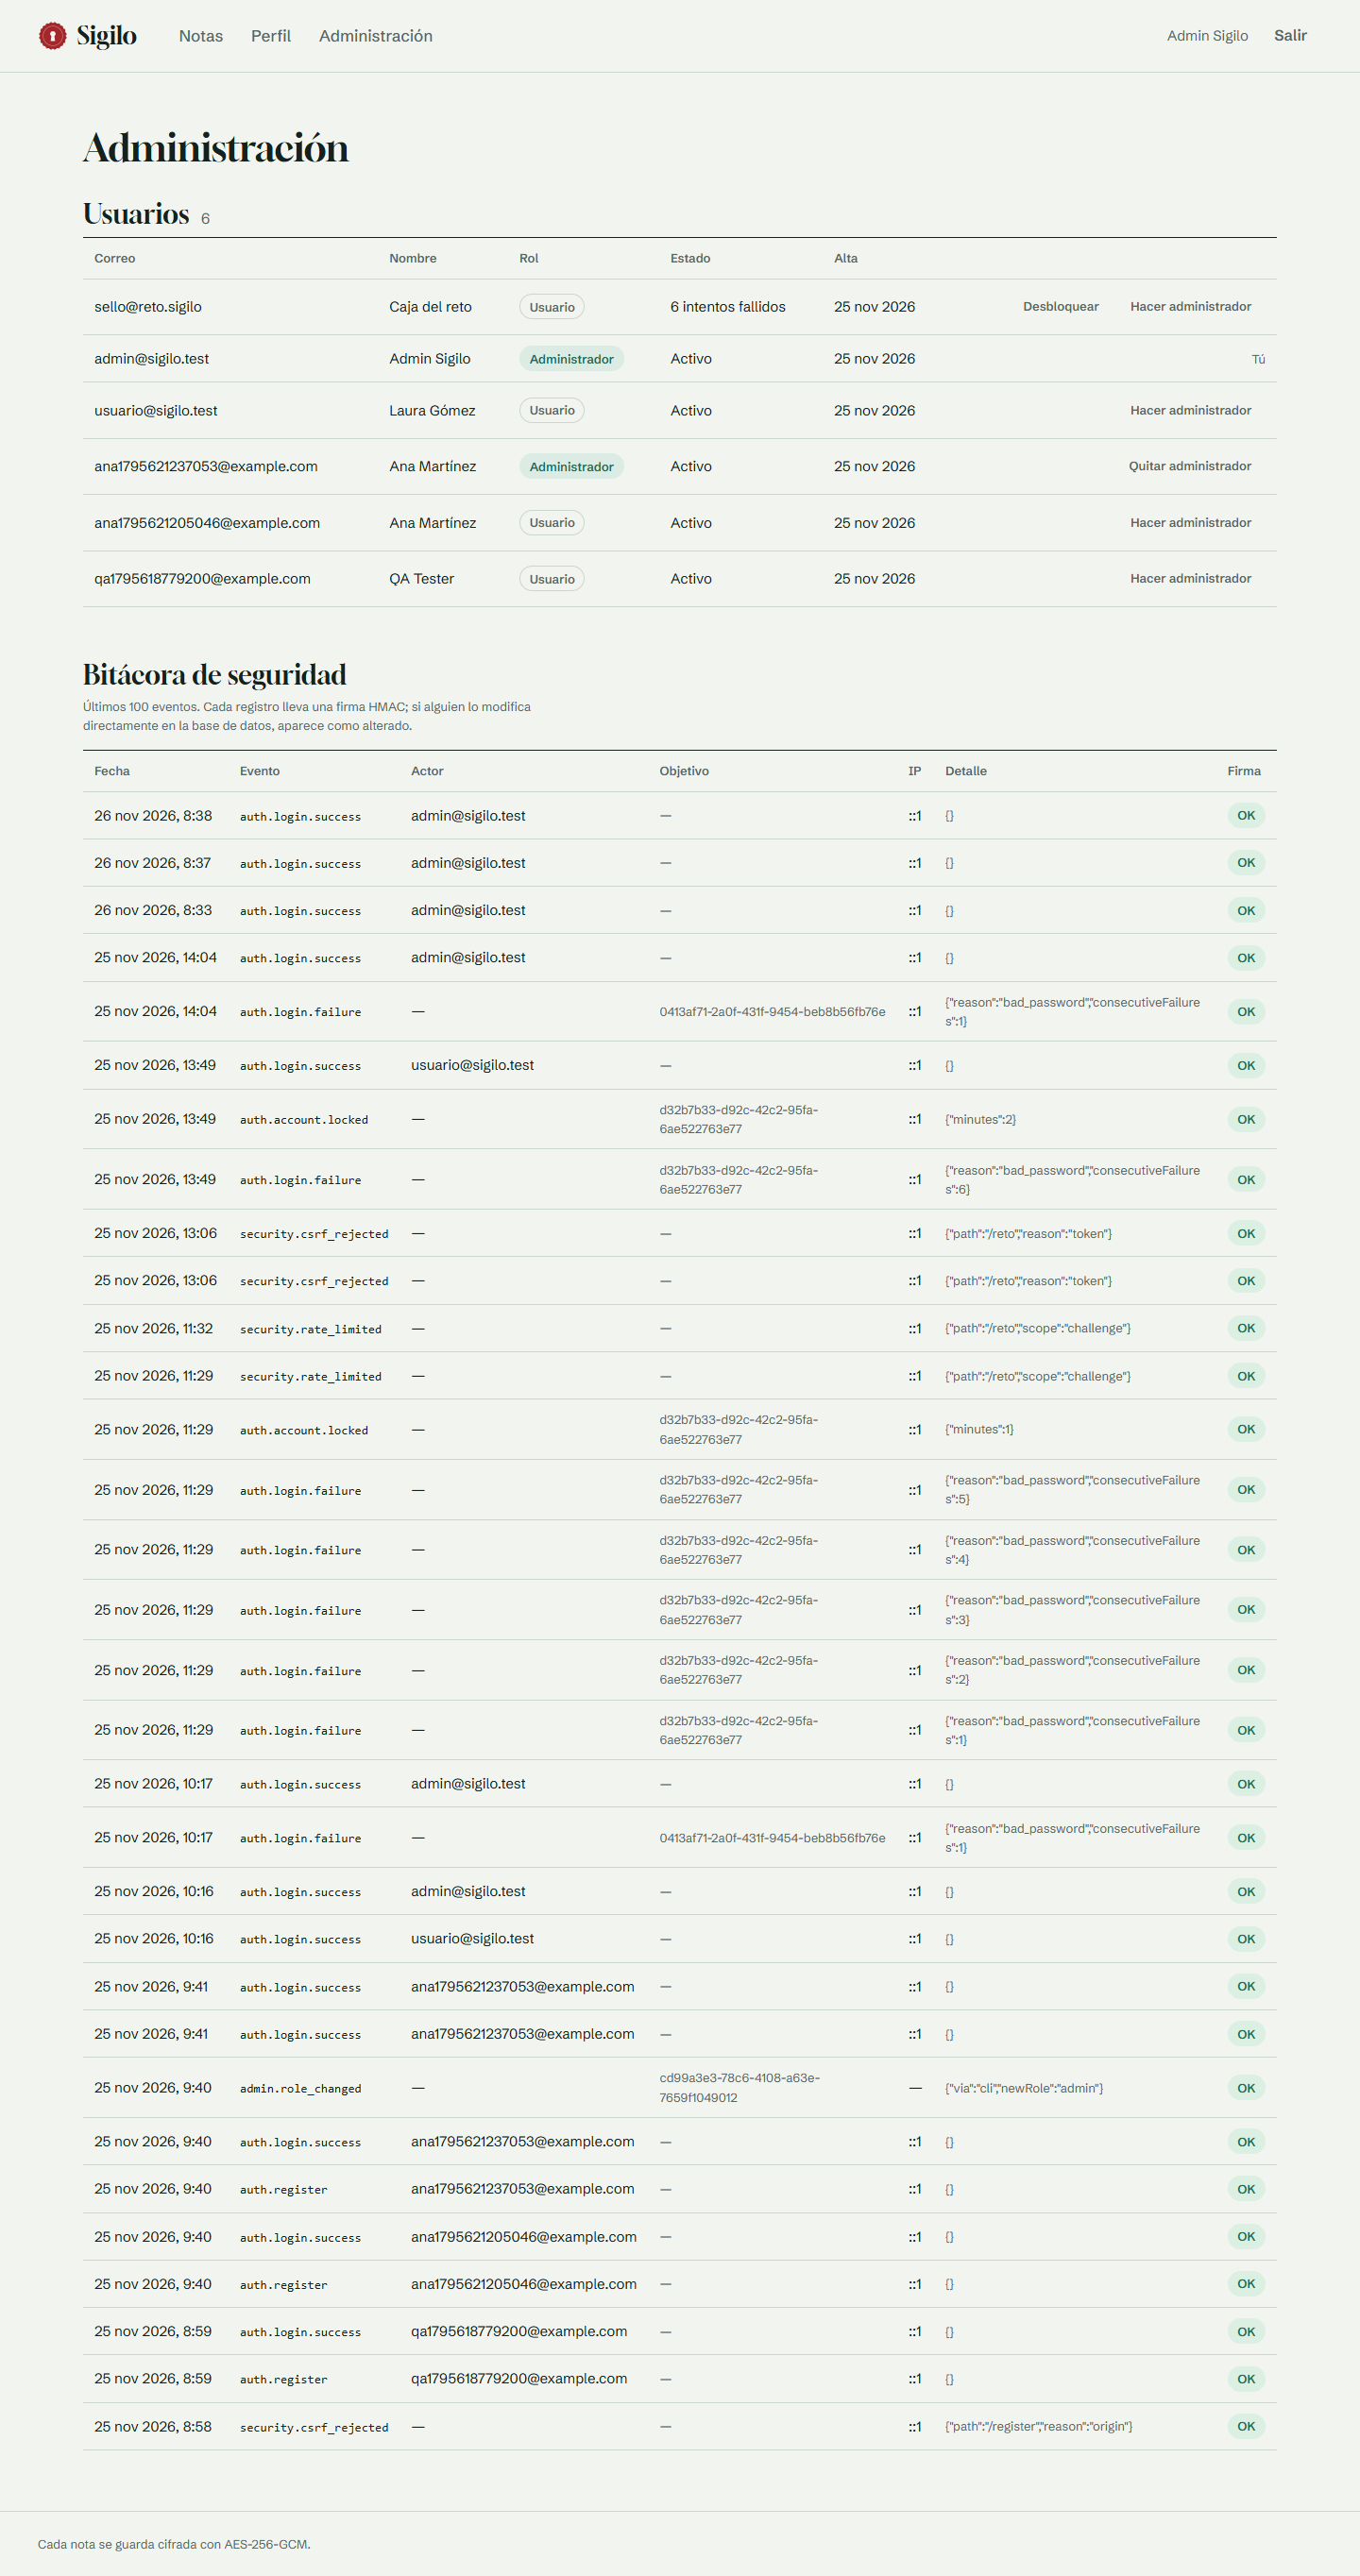 Sigilo Notas Perfil Administración Admin Sigilo Salir
Administración
Usuarios 6
Correo Nombre Rol Estado Alta
sello@reto.sigilo Caja del reto Usuario 6 intentos fallidos 25 nov 2026 Desbloquear Hacer administrador
admin@sigilo.test Admin Sigilo Administrador Activo 25 nov 2026 Tú
usuario@sigilo.test Laura Gómez Usuario Activo 25 nov 2026 Hacer administrador
ana1795621237053@example.com Ana Martínez Administrador Activo 25 nov 2026 Quitar administrador
ana1795621205046@example.com Ana Martínez Usuario Activo 25 nov 2026 Hacer administrador
qa1795618779200@example.com QA Tester Usuario Activo 25 nov 2026 Hacer administrador
Bitácora de seguridad
Últimos 100 eventos. Cada registro lleva una firma HMAC; si alguien lo modifica
directamente en la base de datos, aparece como alterado.
Fecha Evento Actor Objetivo IP Detalle Firma
26 nov 2026, 8:38 auth.login.success admin@sigilo.test — ::1 {} OK
26 nov 2026, 8:37 auth.login.success admin@sigilo.test — ::1 {} OK
26 nov 2026, 8:33 auth.login.success admin@sigilo.test — ::1 {} OK
25 nov 2026, 14:04 auth.login.success admin@sigilo.test — ::1 {} OK
25 nov 2026, 14:04 auth.login.failure — 0413af71-2a0f-431f-9454-beb8b56fb76e ::1 {"reason":"bad_password","consecutiveFailure
s":1} OK
25 nov 2026, 13:49 auth.login.success usuario@sigilo.test — ::1 {} OK
25 nov 2026, 13:49 auth.account.locked — d32b7b33-d92c-42c2-95fa-
6ae522763e77 ::1 {"minutes":2} OK
25 nov 2026, 13:49 auth.login.failure — d32b7b33-d92c-42c2-95fa-
6ae522763e77 ::1 {"reason":"bad_password","consecutiveFailure
s":6} OK
25 nov 2026, 13:06 security.csrf_rejected — — ::1 {"path":"/reto","reason":"token"} OK
25 nov 2026, 13:06 security.csrf_rejected — — ::1 {"path":"/reto","reason":"token"} OK
25 nov 2026, 11:32 security.rate_limited — — ::1 {"path":"/reto","scope":"challenge"} OK
25 nov 2026, 11:29 security.rate_limited — — ::1 {"path":"/reto","scope":"challenge"} OK
25 nov 2026, 11:29 auth.account.locked — d32b7b33-d92c-42c2-95fa-
6ae522763e77 ::1 {"minutes":1} OK
25 nov 2026, 11:29 auth.login.failure — d32b7b33-d92c-42c2-95fa-
6ae522763e77 ::1 {"reason":"bad_password","consecutiveFailure
s":5} OK
25 nov 2026, 11:29 auth.login.failure — d32b7b33-d92c-42c2-95fa-
6ae522763e77 ::1 {"reason":"bad_password","consecutiveFailure
s":4} OK
25 nov 2026, 11:29 auth.login.failure — d32b7b33-d92c-42c2-95fa-
6ae522763e77 ::1 {"reason":"bad_password","consecutiveFailure
s":3} OK
25 nov 2026, 11:29 auth.login.failure — d32b7b33-d92c-42c2-95fa-
6ae522763e77 ::1 {"reason":"bad_password","consecutiveFailure
s":2} OK
25 nov 2026, 11:29 auth.login.failure — d32b7b33-d92c-42c2-95fa-
6ae522763e77 ::1 {"reason":"bad_password","consecutiveFailure
s":1} OK
25 nov 2026, 10:17 auth.login.success admin@sigilo.test — ::1 {} OK
25 nov 2026, 10:17 auth.login.failure — 0413af71-2a0f-431f-9454-beb8b56fb76e ::1 {"reason":"bad_password","consecutiveFailure
s":1} OK
25 nov 2026, 10:16 auth.login.success admin@sigilo.test — ::1 {} OK
25 nov 2026, 10:16 auth.login.success usuario@sigilo.test — ::1 {} OK
25 nov 2026, 9:41 auth.login.success ana1795621237053@example.com — ::1 {} OK
25 nov 2026, 9:41 auth.login.success ana1795621237053@example.com — ::1 {} OK
25 nov 2026, 9:40 admin.role_changed — cd99a3e3-78c6-4108-a63e-
7659f1049012 — {"via":"cli","newRole":"admin"} OK
25 nov 2026, 9:40 auth.login.success ana1795621237053@example.com — ::1 {} OK
25 nov 2026, 9:40 auth.register ana1795621237053@example.com — ::1 {} OK
25 nov 2026, 9:40 auth.login.success ana1795621205046@example.com — ::1 {} OK
25 nov 2026, 9:40 auth.register ana1795621205046@example.com — ::1 {} OK
25 nov 2026, 8:59 auth.login.success qa1795618779200@example.com — ::1 {} OK
25 nov 2026, 8:59 auth.register qa1795618779200@example.com — ::1 {} OK
25 nov 2026, 8:58 security.csrf_rejected — — ::1 {"path":"/register","reason":"origin"} OK
Cada nota se guarda cifrada con AES-256-GCM.